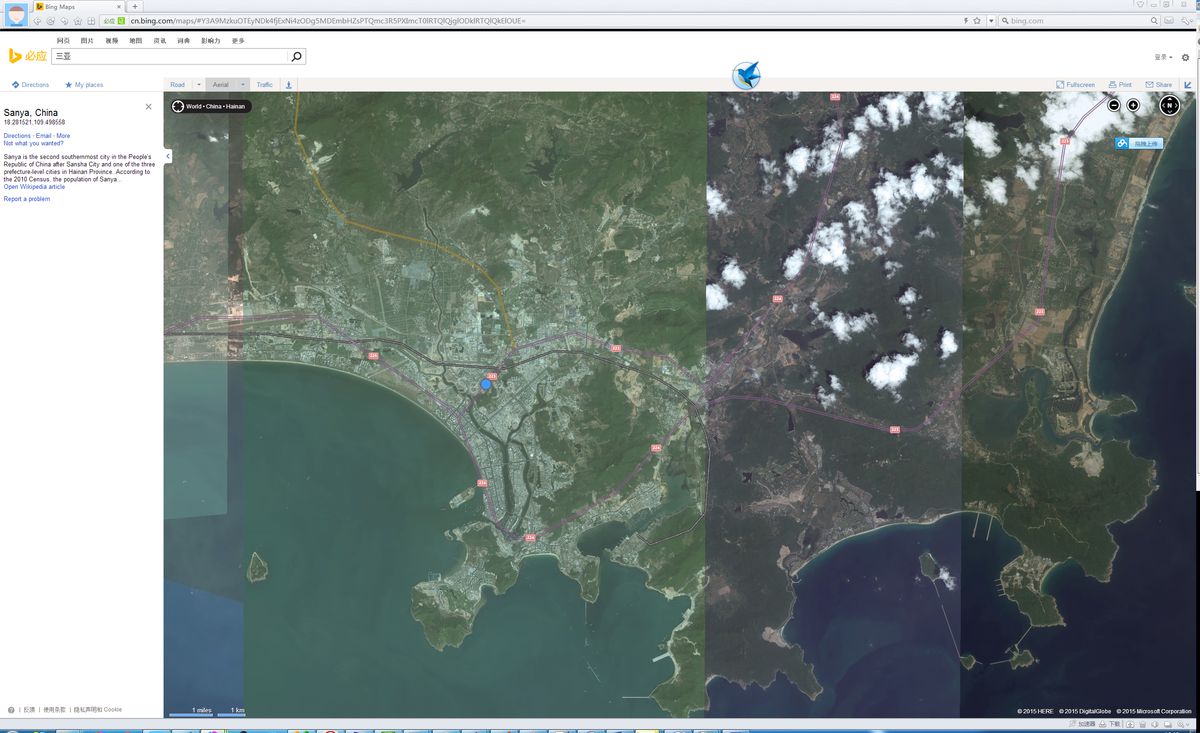 Bing Maps
必应
cn.bing.com/maps/
bing.com
网页 图片 视频 地图 资讯 词典 影响力 更多
必应
三亚
登录
Directions
My places
Road
Aerial
Traffic
Fullscreen
Print
Share
Sanya, China
18.281521,109.498558
Directions · Email · More
Not what you wanted?
Sanya is the second southernmost city in the People's
Republic of China after Sansha City and one of the three
prefecture-level cities in Hainan Province. According to
the 2010 Census, the population of Sanya...
Open Wikipedia article
Report a problem
World • China • Hainan
N
拖拽上传
224
223
224
223
225
223
223
223
224
224
224
1 miles
1 km
© 2015 HERE © 2015 DigitalGlobe © 2015 Microsoft Corporation
反馈 | 使用条款 | 隐私声明和 Cookie
加速器
下载